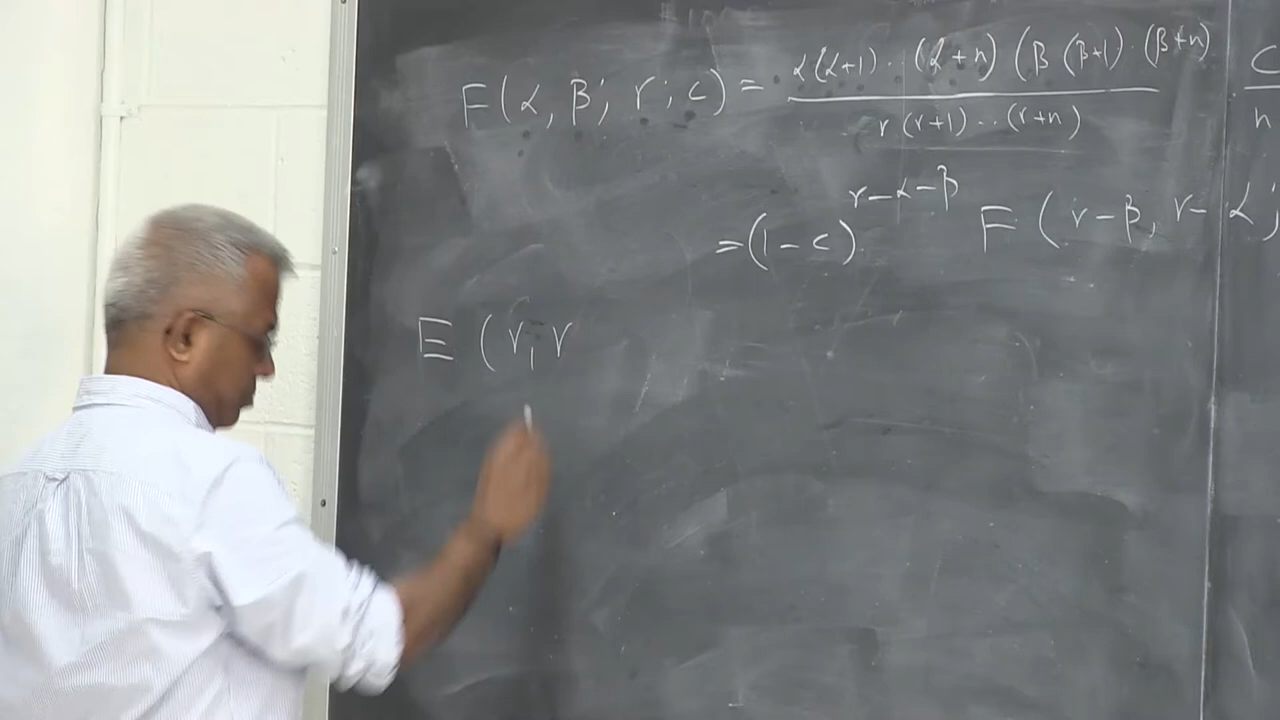 F(α, β; r; c) = α(α+1)..(α+n) (β(β+1).(β+n) / r(r+1)..(r+n) c / n
=(1-c)^{r-α-β} F(r-β, r-α;
E(r, r